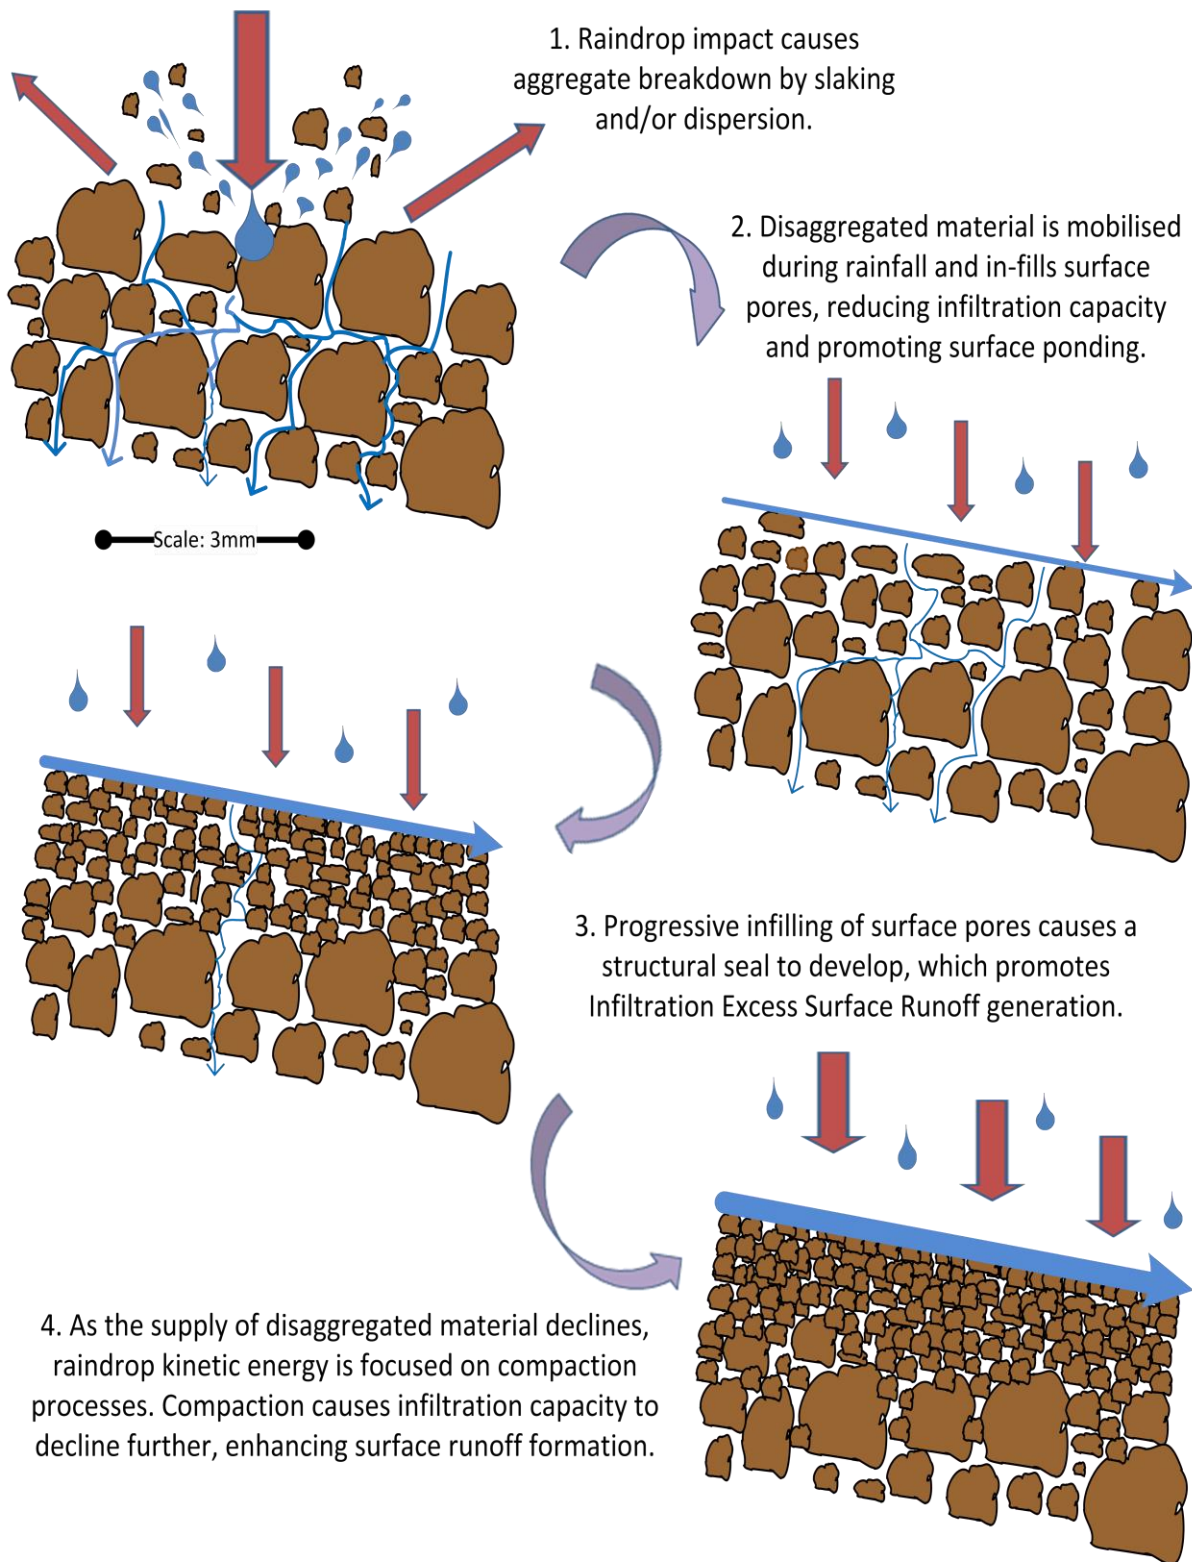 1. Raindrop impact causes
aggregate breakdown by slaking
and/or dispersion.
2. Disaggregated material is mobilised
during rainfall and in-fills surface
pores, reducing infiltration capacity
and promoting surface ponding.
Scale: 3mm
3. Progressive infilling of surface pores causes a
structural seal to develop, which promotes
Infiltration Excess Surface Runoff generation.
4. As the supply of disaggregated material declines,
raindrop kinetic energy is focused on compaction
processes. Compaction causes infiltration capacity to
decline further, enhancing surface runoff formation.